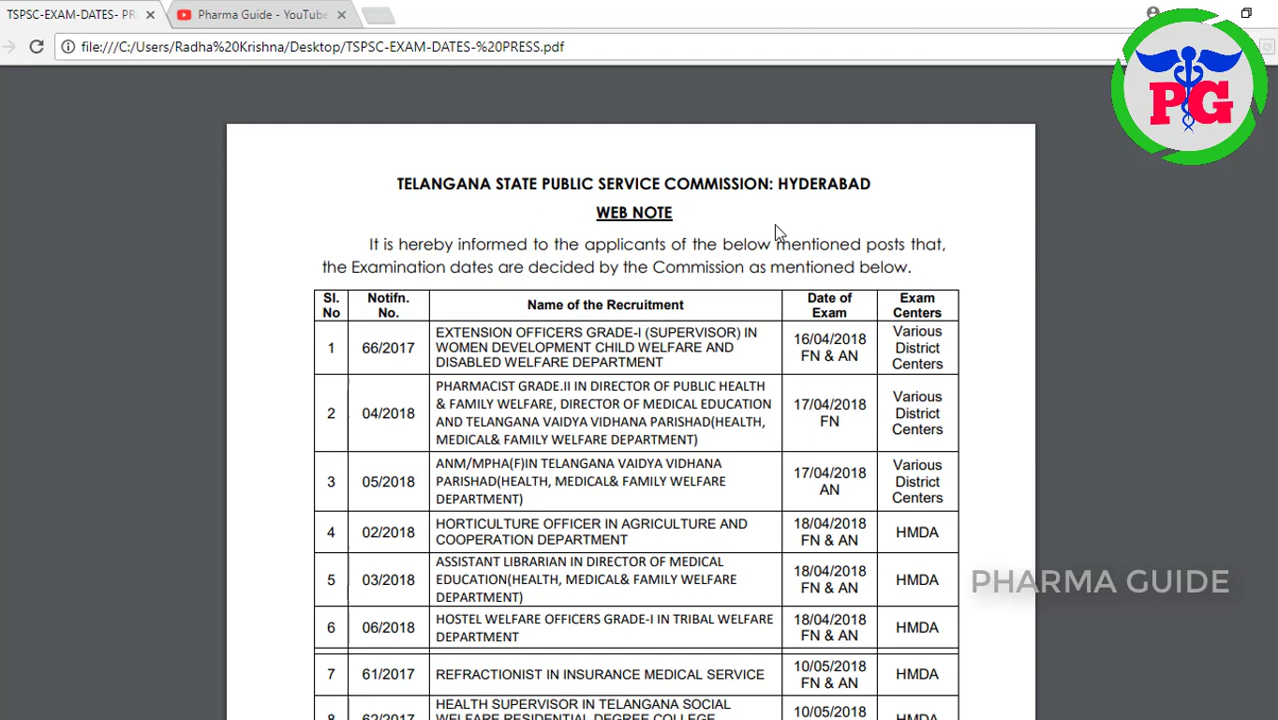 TSPSC-EXAM-DATES- PR
Pharma Guide - YouTube
file:///C:/Users/Radha%20Krishna/Desktop/TSPSC-EXAM-DATES-%20PRESS.pdf
PG
TELANGANA STATE PUBLIC SERVICE COMMISSION: HYDERABAD
WEB NOTE
It is hereby informed to the applicants of the below mentioned posts that,
the Examination dates are decided by the Commission as mentioned below.
Sl. No Notifn. No. Name of the Recruitment Date of Exam Exam Centers
1 66/2017 EXTENSION OFFICERS GRADE-I (SUPERVISOR) IN
WOMEN DEVELOPMENT CHILD WELFARE AND
DISABLED WELFARE DEPARTMENT
16/04/2018
FN & AN
Various
District
Centers
2 04/2018 PHARMACIST GRADE.II IN DIRECTOR OF PUBLIC HEALTH
& FAMILY WELFARE, DIRECTOR OF MEDICAL EDUCATION
AND TELANGANA VAIDYA VIDHANA PARISHAD(HEALTH,
MEDICAL& FAMILY WELFARE DEPARTMENT)
17/04/2018
FN
Various
District
Centers
3 05/2018 ANM/MPHA(F)IN TELANGANA VAIDYA VIDHANA
PARISHAD(HEALTH, MEDICAL& FAMILY WELFARE
DEPARTMENT)
17/04/2018
AN
Various
District
Centers
4 02/2018 HORTICULTURE OFFICER IN AGRICULTURE AND
COOPERATION DEPARTMENT
18/04/2018
FN & AN
HMDA
5 03/2018 ASSISTANT LIBRARIAN IN DIRECTOR OF MEDICAL
EDUCATION(HEALTH, MEDICAL& FAMILY WELFARE
DEPARTMENT)
18/04/2018
FN & AN
HMDA
PHARMA GUIDE
6 06/2018 HOSTEL WELFARE OFFICERS GRADE-I IN TRIBAL WELFARE
DEPARTMENT
18/04/2018
FN & AN
HMDA
7 61/2017 REFRACTIONIST IN INSURANCE MEDICAL SERVICE
10/05/2018
FN & AN
HMDA
8 62/2017 HEALTH SUPERVISOR IN TELANGANA SOCIAL
WELFARE RESIDENTIAL DEGREE COLLEGE
10/05/2018
HMDA